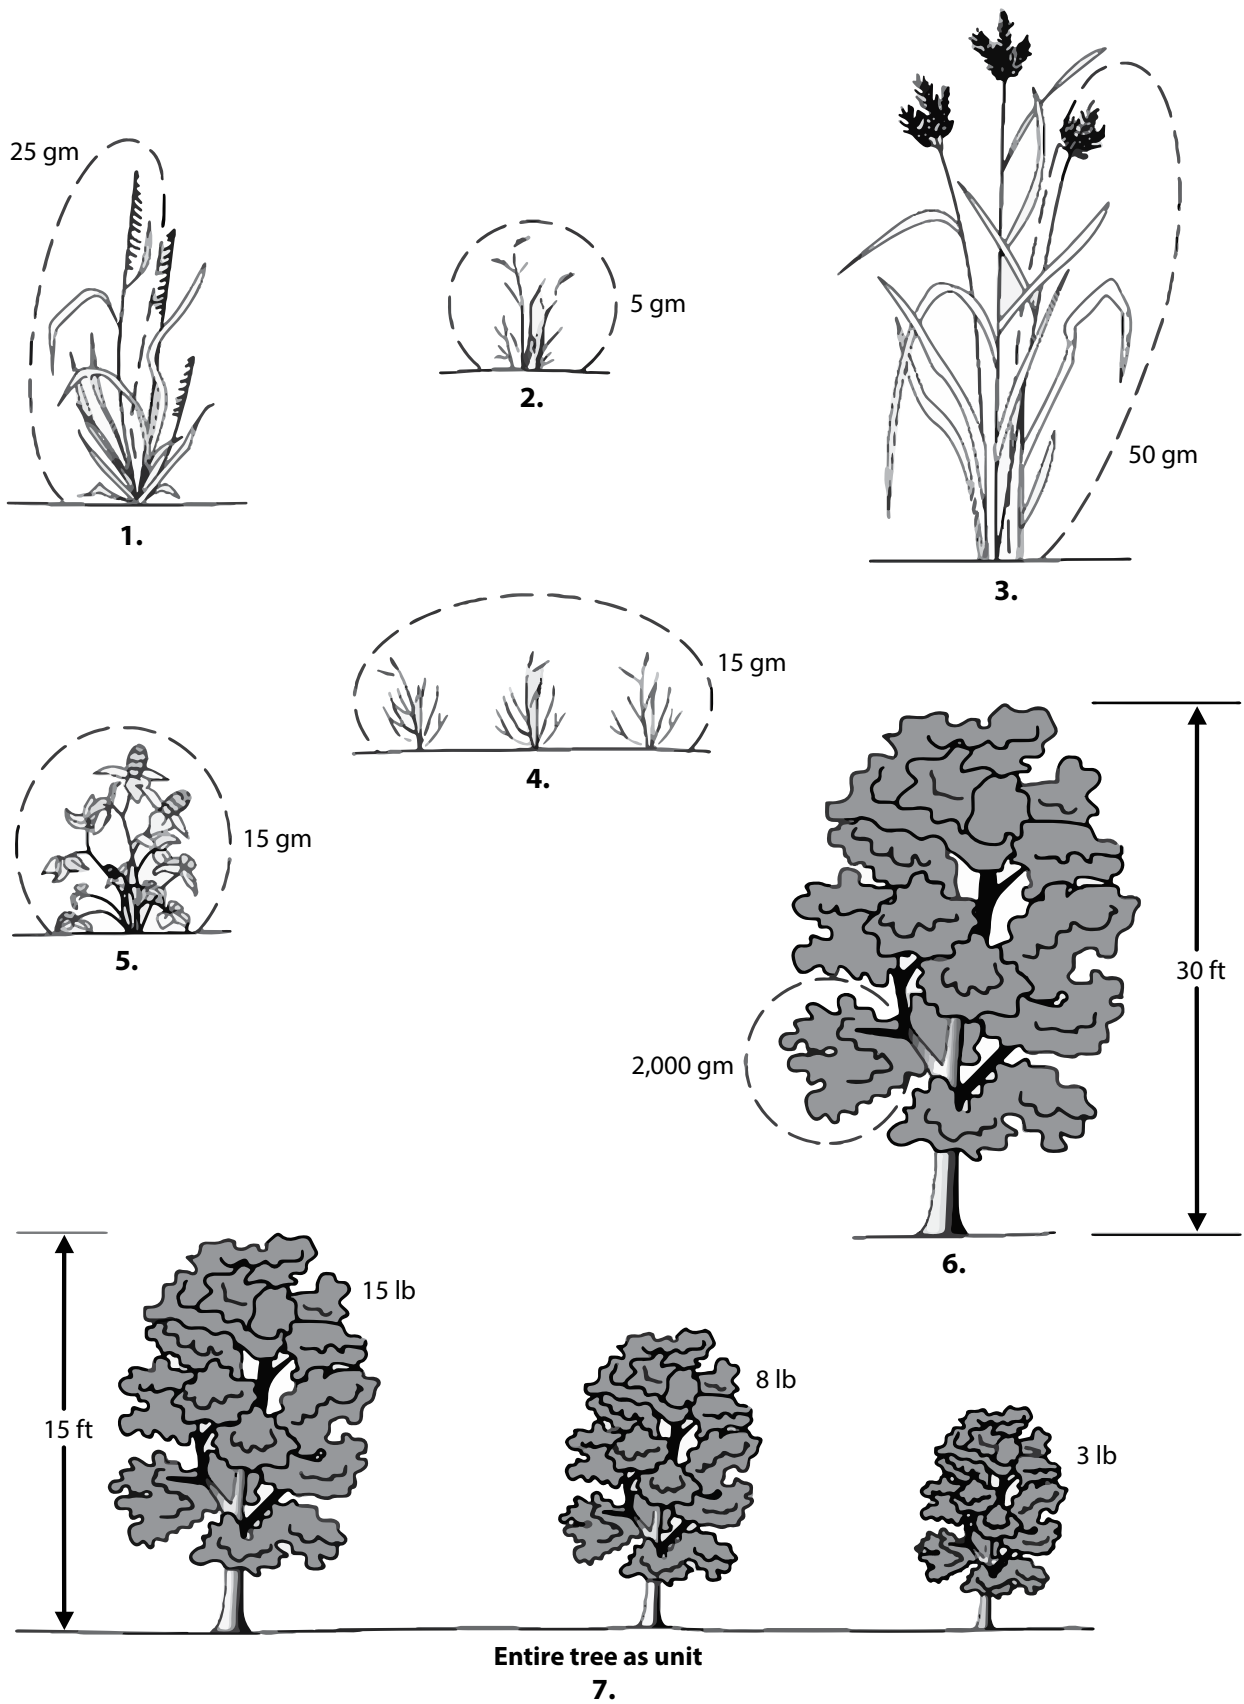 25 gm
1.
5 gm
2.
50 gm
3.
15 gm
4.
15 gm
5.
2,000 gm
30 ft
6.
15 ft
15 lb
8 lb
3 lb
Entire tree as unit
7.